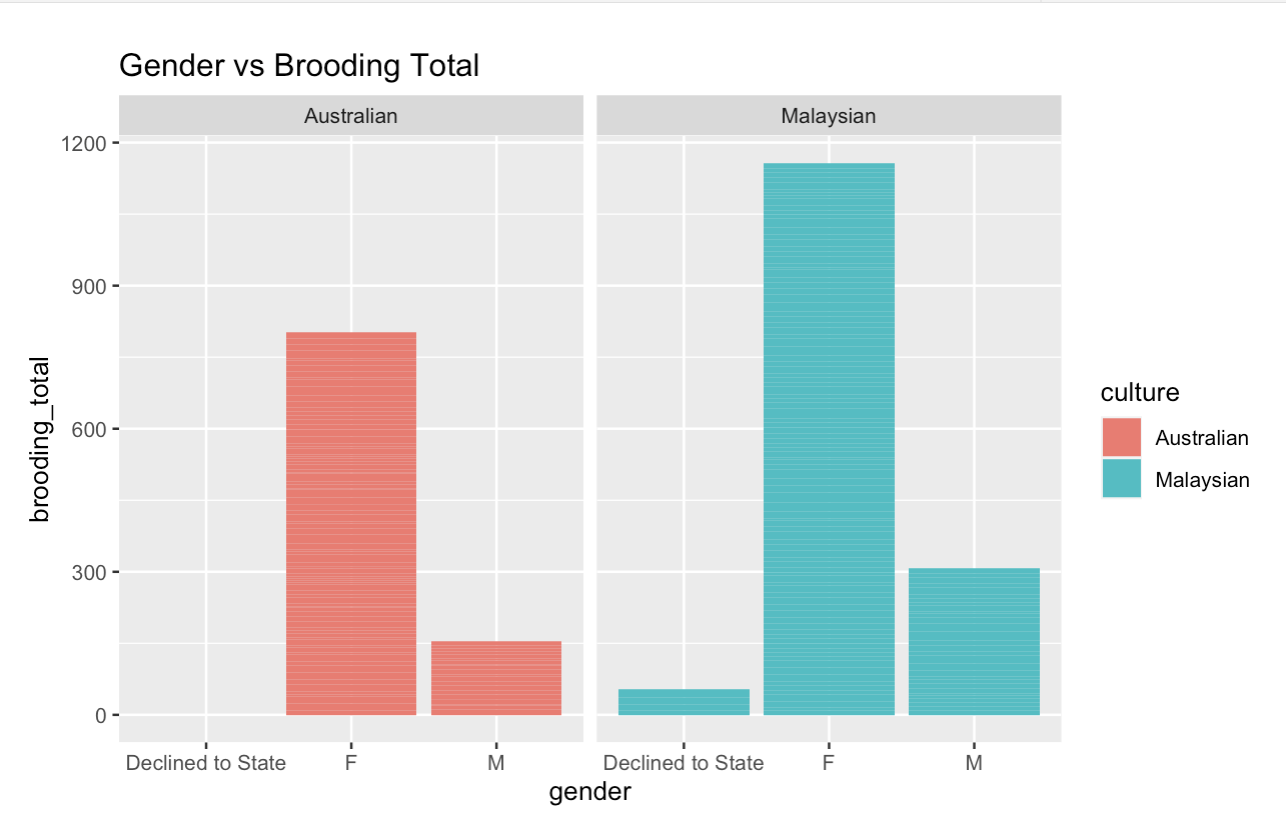 Gender vs Brooding Total
Australian
Malaysian
1200
900
600
300
0
brooding_total
Declined to State
F
M
Declined to State
F
M
gender
culture
Australian
Malaysian